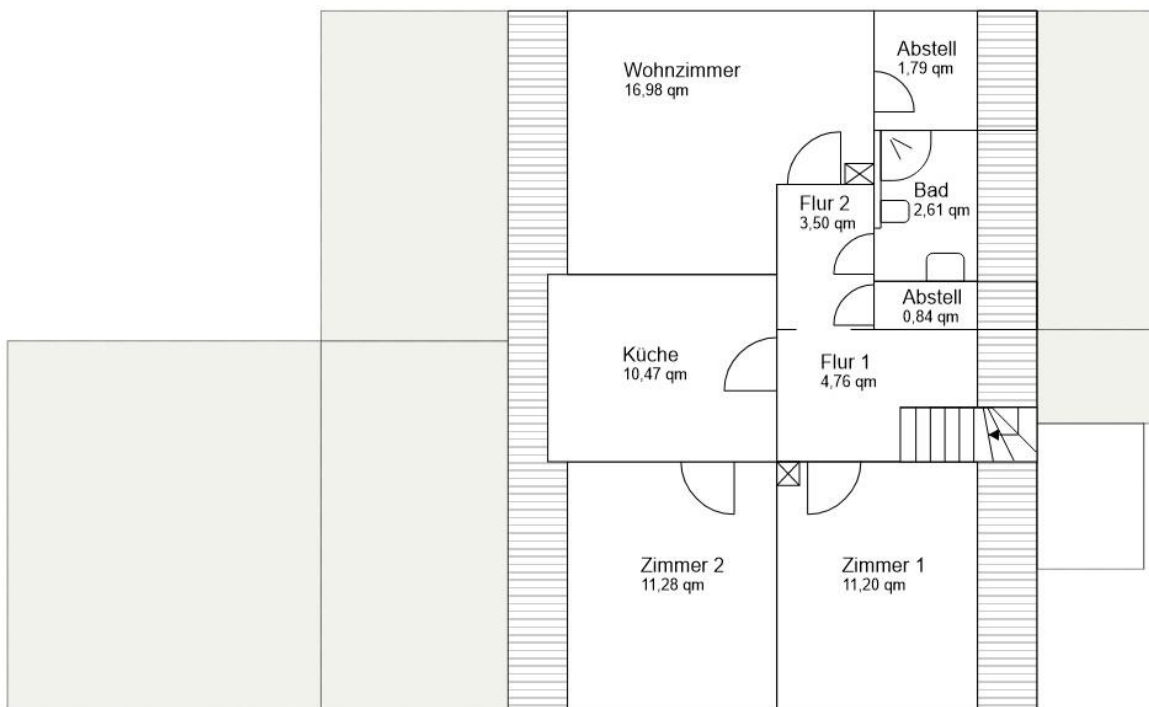 Wohnzimmer
16,98 qm
Abstell
1,79 qm
Flur 2
3,50 qm
Bad
2,61 qm
Abstell
0,84 qm
Küche
10,47 qm
Flur 1
4,76 qm
Zimmer 2
11,28 qm
Zimmer 1
11,20 qm